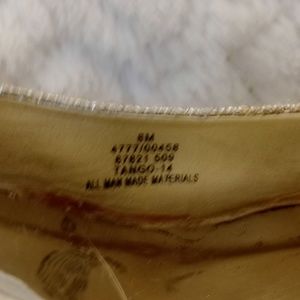 8M
4777/00458
67821 509
TANGO-14
ALL MAN MADE MATERIALS